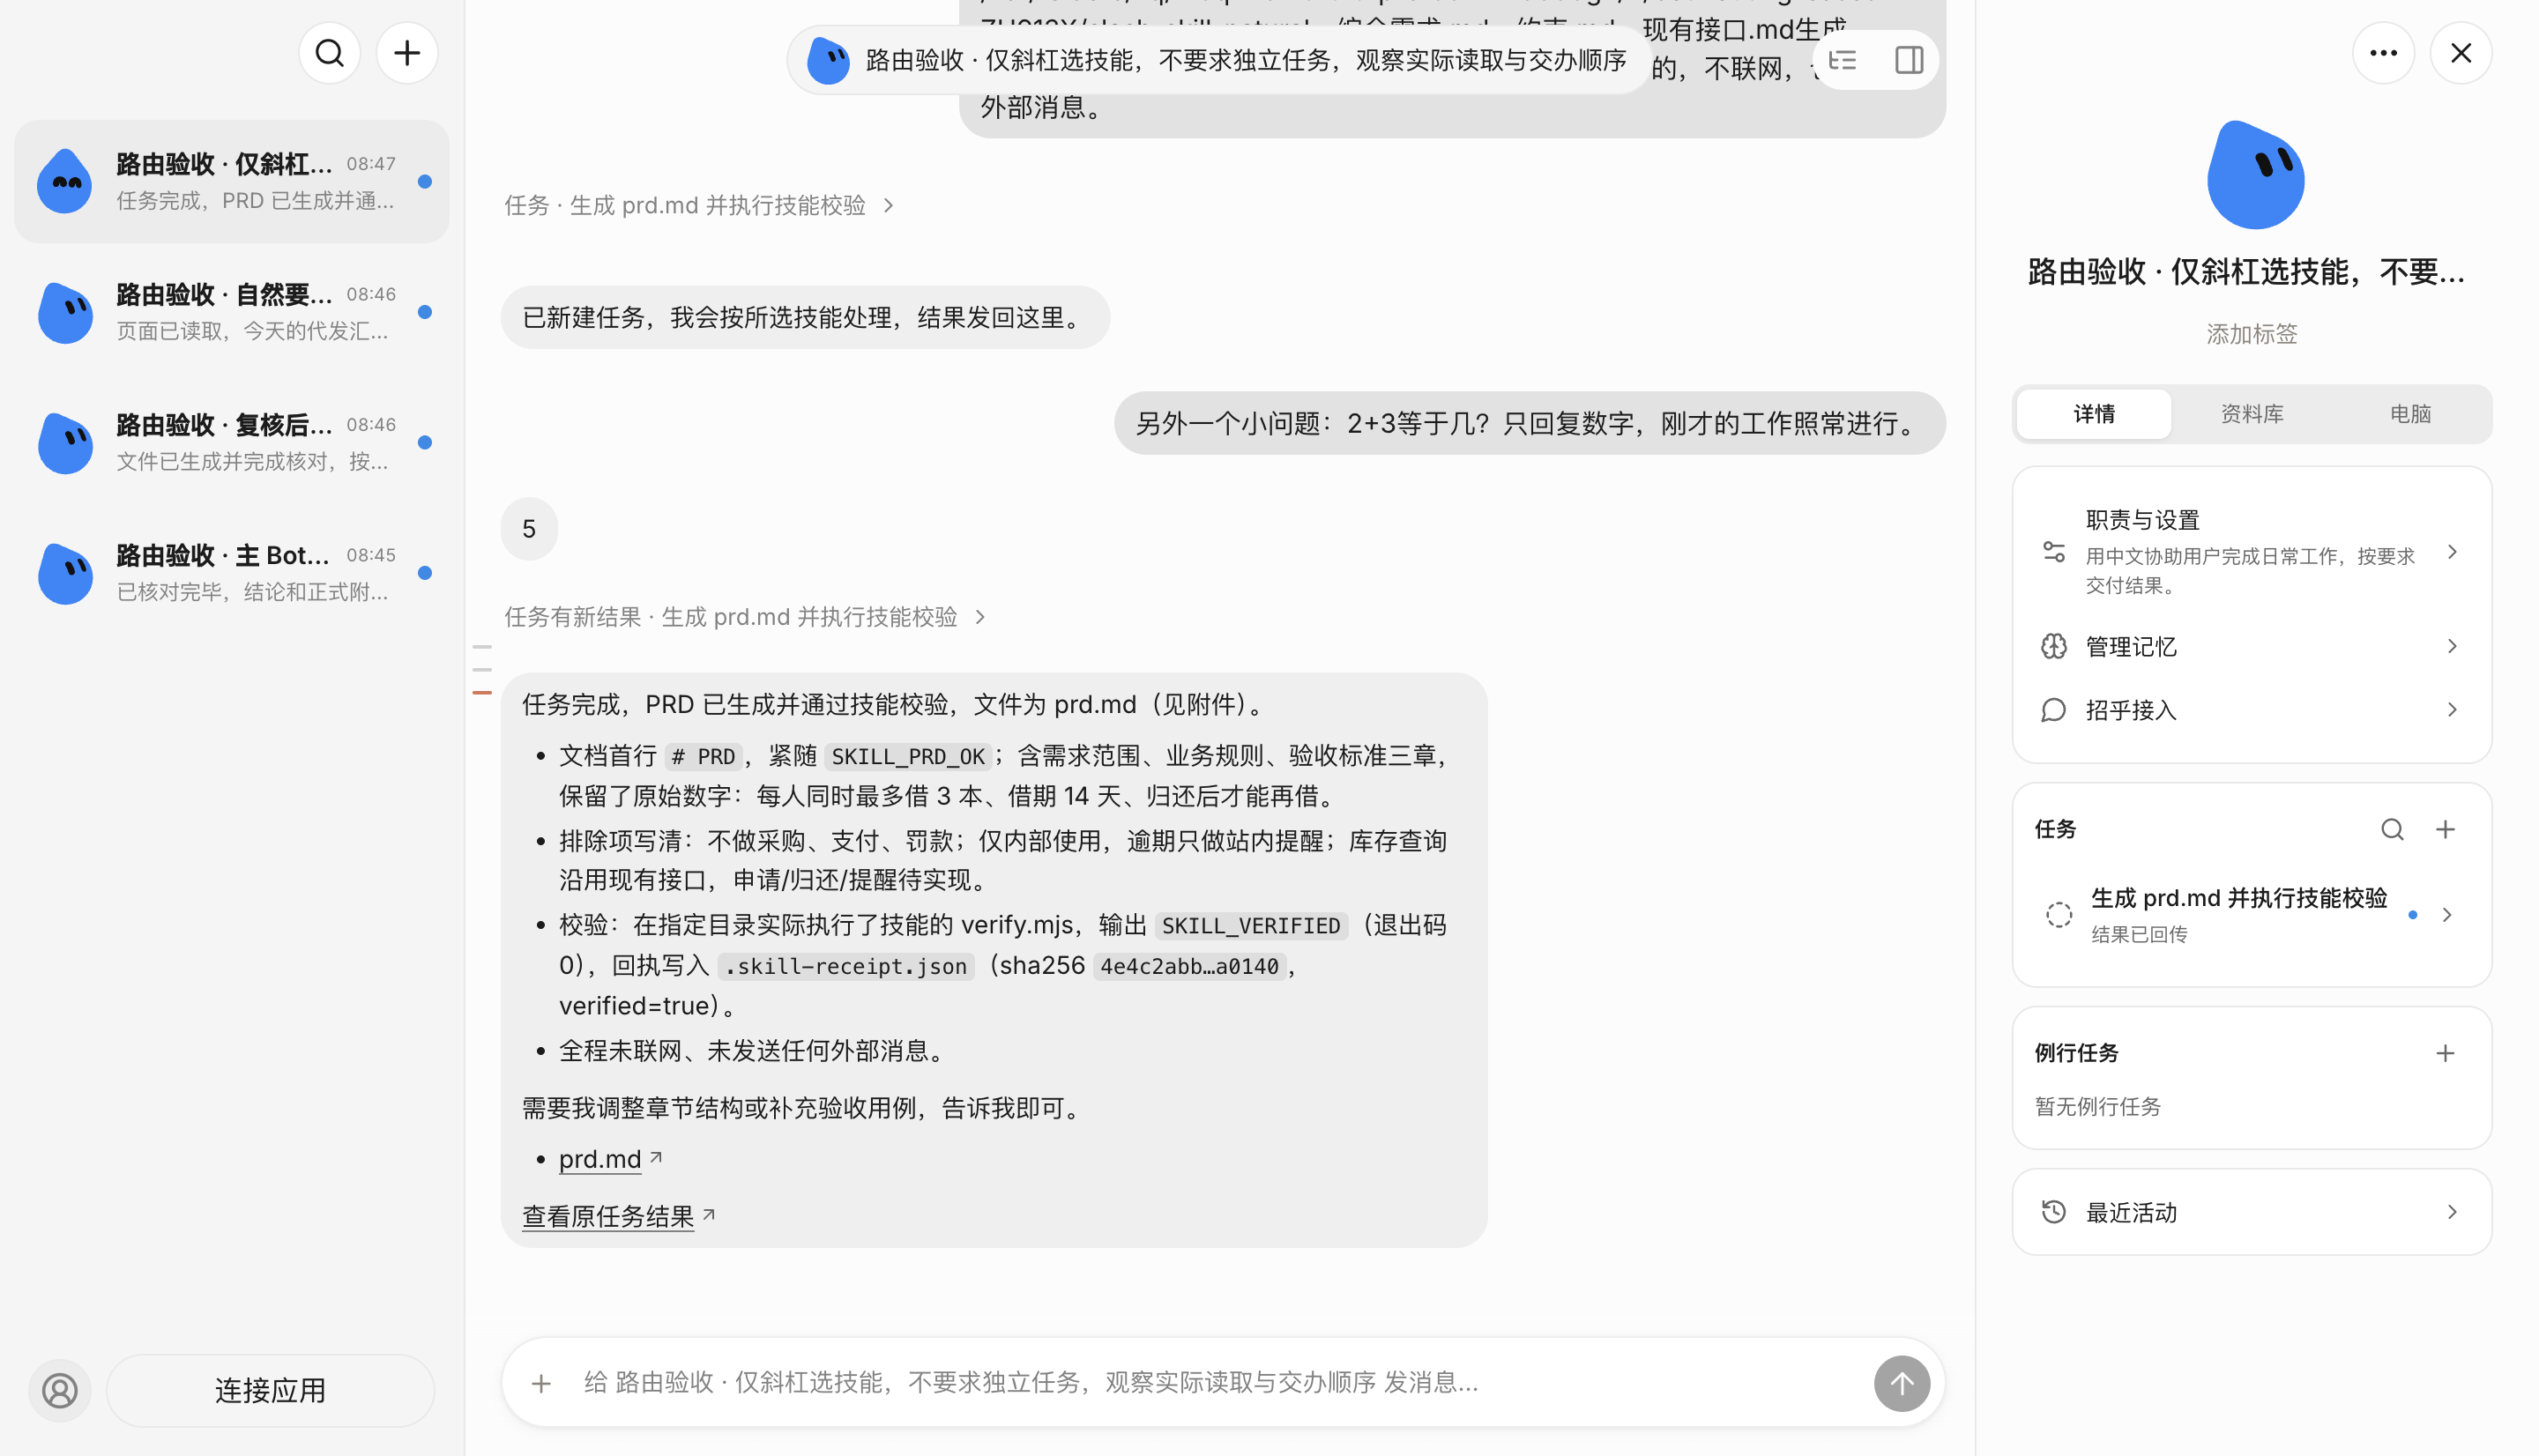 路由验收 · 仅斜杠... 08:47
任务完成，PRD 已生成并通...
路由验收 · 自然要... 08:46
页面已读取，今天的代发汇...
路由验收 · 复核后... 08:46
文件已生成并完成核对，按...
路由验收 · 主 Bot... 08:45
已核对完毕，结论和正式附...
连接应用
现有接口.md生成
路由验收 · 仅斜杠选技能，不要求独立任务，观察实际读取与交办顺序
的，不联网，
外部消息。
任务 · 生成 prd.md 并执行技能校验
已新建任务，我会按所选技能处理，结果发回这里。
另外一个小问题：2+3等于几？只回复数字，刚才的工作照常进行。
5
任务有新结果 · 生成 prd.md 并执行技能校验
任务完成，PRD 已生成并通过技能校验，文件为 prd.md（见附件）。
• 文档首行 # PRD，紧随 SKILL_PRD_OK；含需求范围、业务规则、验收标准三章，
保留了原始数字：每人同时最多借 3 本、借期 14 天、归还后才能再借。
• 排除项写清：不做采购、支付、罚款；仅内部使用，逾期只做站内提醒；库存查询
沿用现有接口，申请/归还/提醒待实现。
• 校验：在指定目录实际执行了技能的 verify.mjs，输出 SKILL_VERIFIED（退出码
0），回执写入 .skill-receipt.json（sha256 4e4c2abb…a0140，
verified=true）。
• 全程未联网、未发送任何外部消息。
需要我调整章节结构或补充验收用例，告诉我即可。
• prd.md
查看原任务结果
给 路由验收 · 仅斜杠选技能，不要求独立任务，观察实际读取与交办顺序 发消息...
路由验收 · 仅斜杠选技能，不要...
添加标签
详情 资料库 电脑
职责与设置
用中文协助用户完成日常工作，按要求
交付结果。
管理记忆
招乎接入
任务
生成 prd.md 并执行技能校验
结果已回传
例行任务
暂无例行任务
最近活动